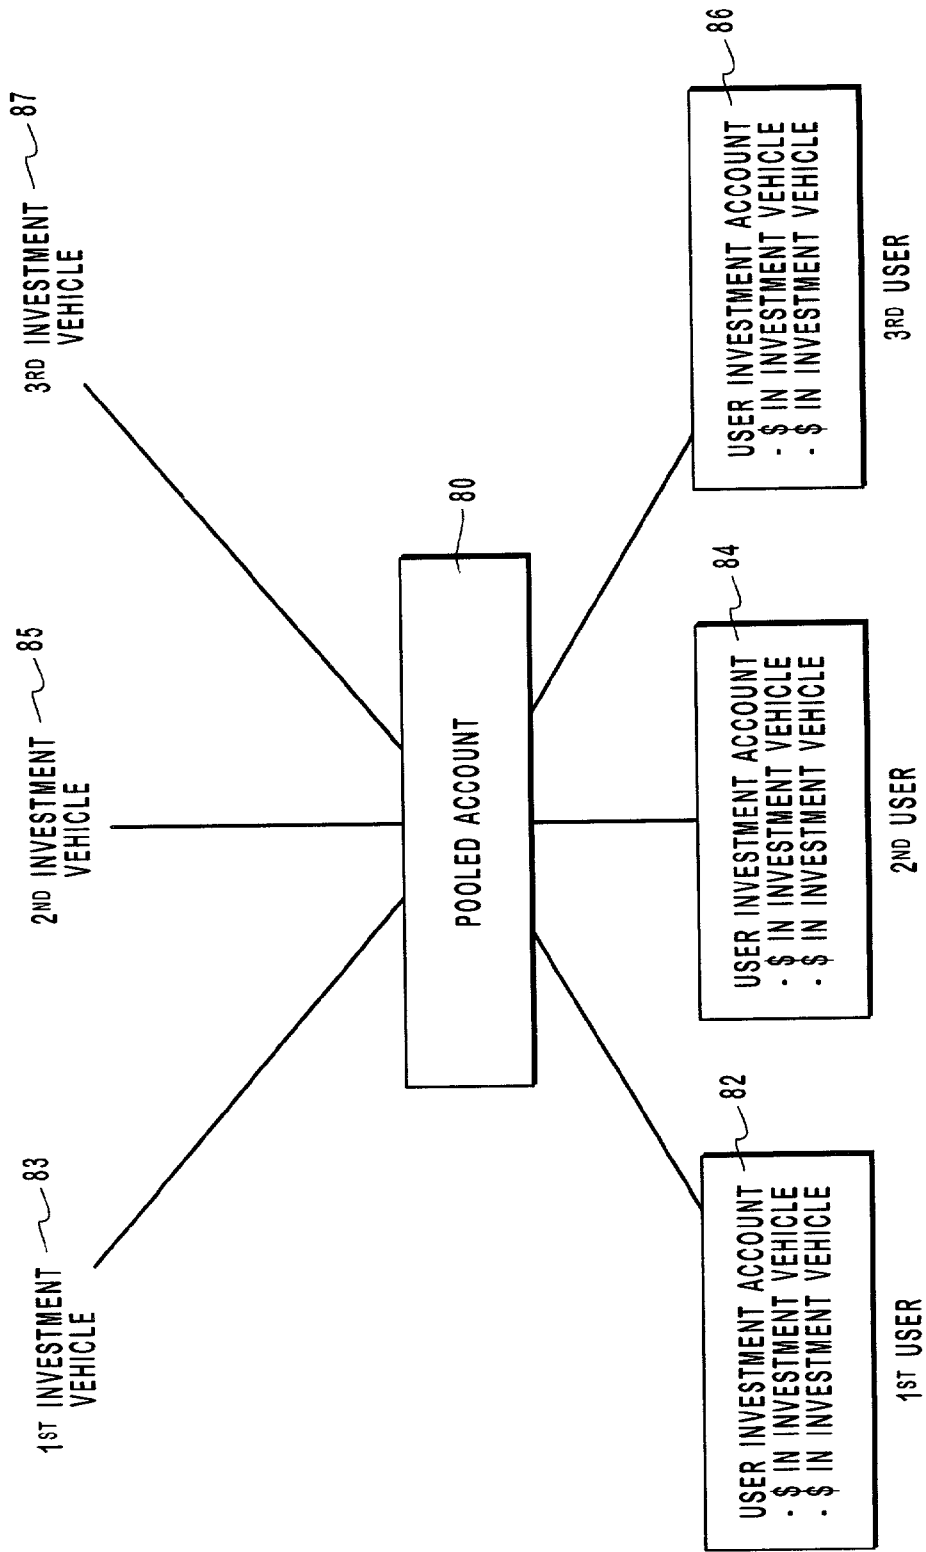 1ST INVESTMENT
VEHICLE
83
2ND INVESTMENT
VEHICLE
85
3RD INVESTMENT
VEHICLE
87
POOLED ACCOUNT
80
USER INVESTMENT ACCOUNT
· $ IN INVESTMENT VEHICLE
· $ IN INVESTMENT VEHICLE
82
1ST USER
USER INVESTMENT ACCOUNT
· $ IN INVESTMENT VEHICLE
· $ IN INVESTMENT VEHICLE
84
2ND USER
USER INVESTMENT ACCOUNT
· $ IN INVESTMENT VEHICLE
· $ IN INVESTMENT VEHICLE
86
3RD USER